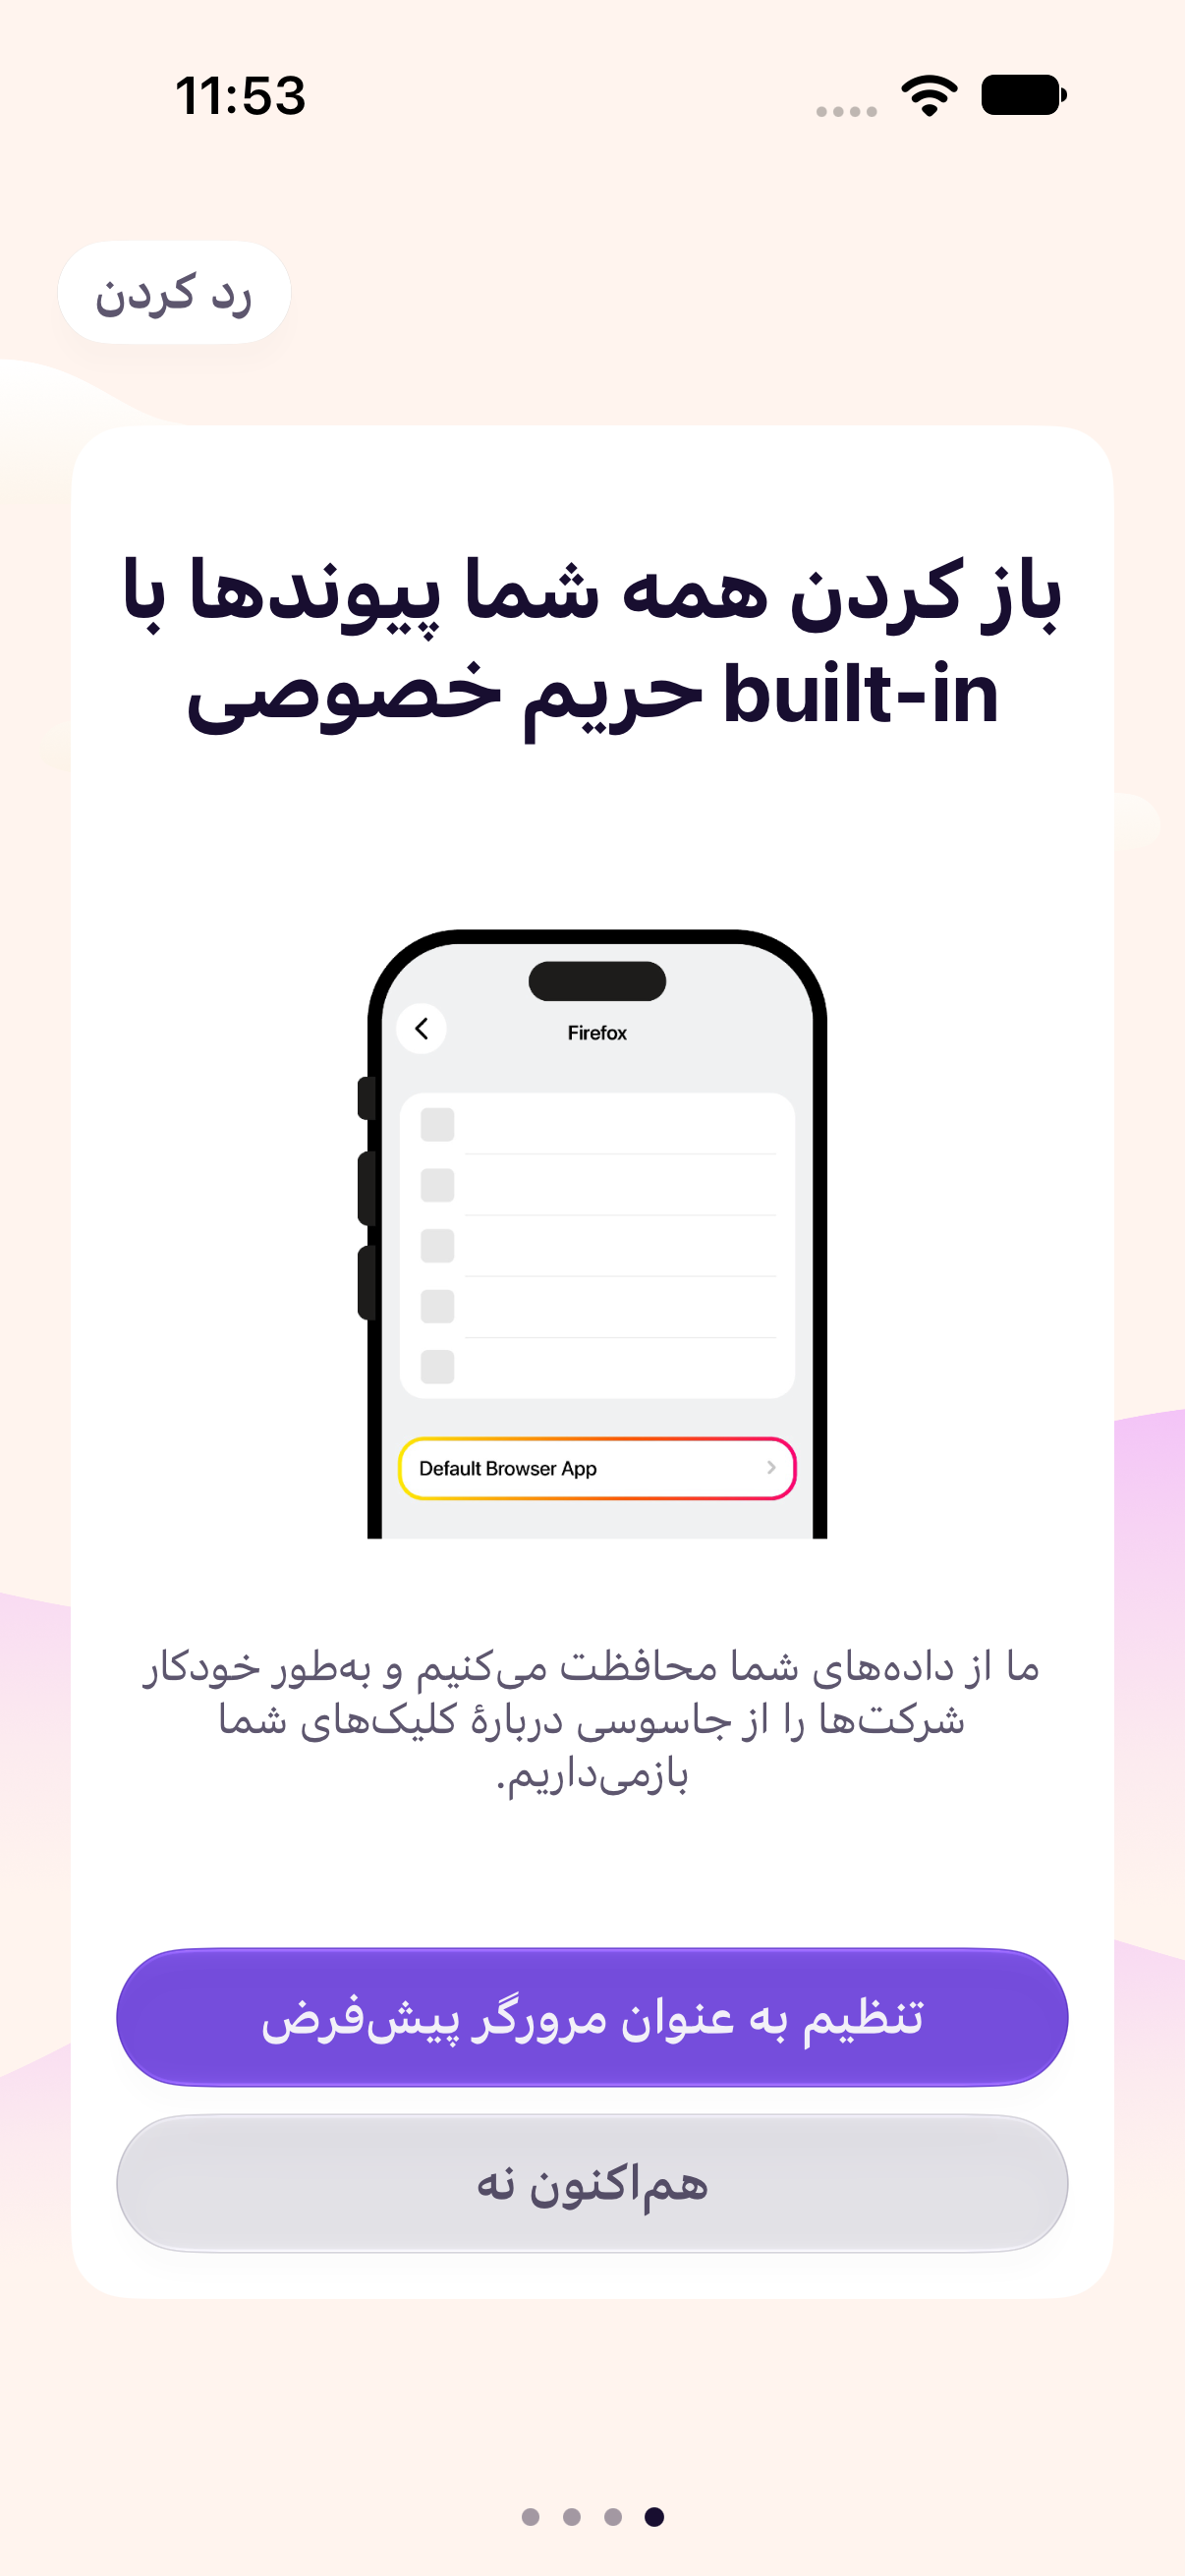 11:53
رد کردن
باز کردن همه شما پیوندها با
built-in حریم خصوصی
Firefox
Default Browser App
ما از داده‌های شما محافظت می‌کنیم و به‌طور خودکار
شرکت‌ها را از جاسوسی دربارهٔ کلیک‌های شما
بازمی‌داریم.
تنظیم به عنوان مرورگر پیش‌فرض
هم‌اکنون نه